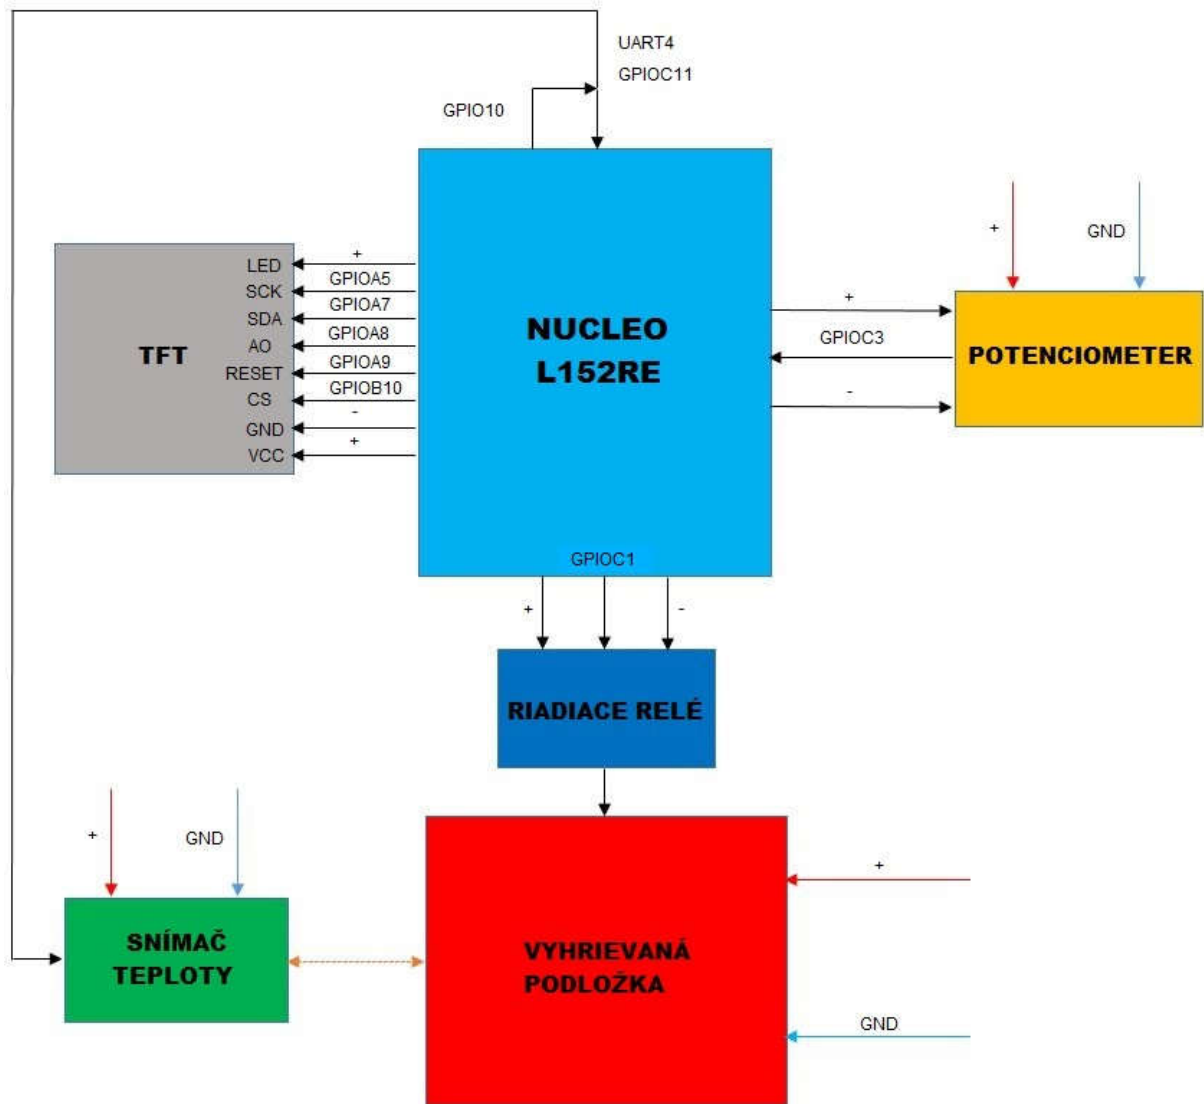 UART4
GPIOC11
GPIO10
+
GND
LED
+
SCK
GPIOA5
SDA
GPIOA7
AO
GPIOA8
RESET
GPIOA9
CS
GPIOB10
GND
-
VCC
+
TFT
NUCLEO
L152RE
+
GPIOC3
-
POTENCIOMETER
GPIOC1
+
-
RIADIACE RELÉ
+
GND
SNÍMAČ
TEPLOTY
VYHRIEVANÁ
PODLOŽKA
+
GND